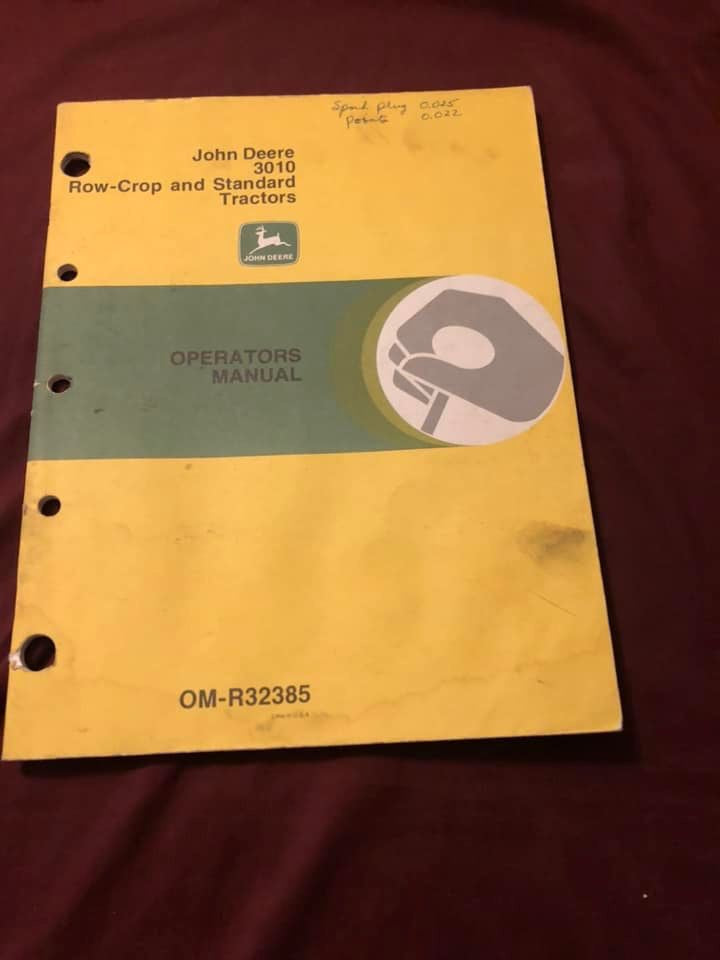 Spark plug 0.025
Points 0.022
John Deere
3010
Row-Crop and Standard
Tractors
JOHN DEERE
OPERATORS
MANUAL
OM-R32385